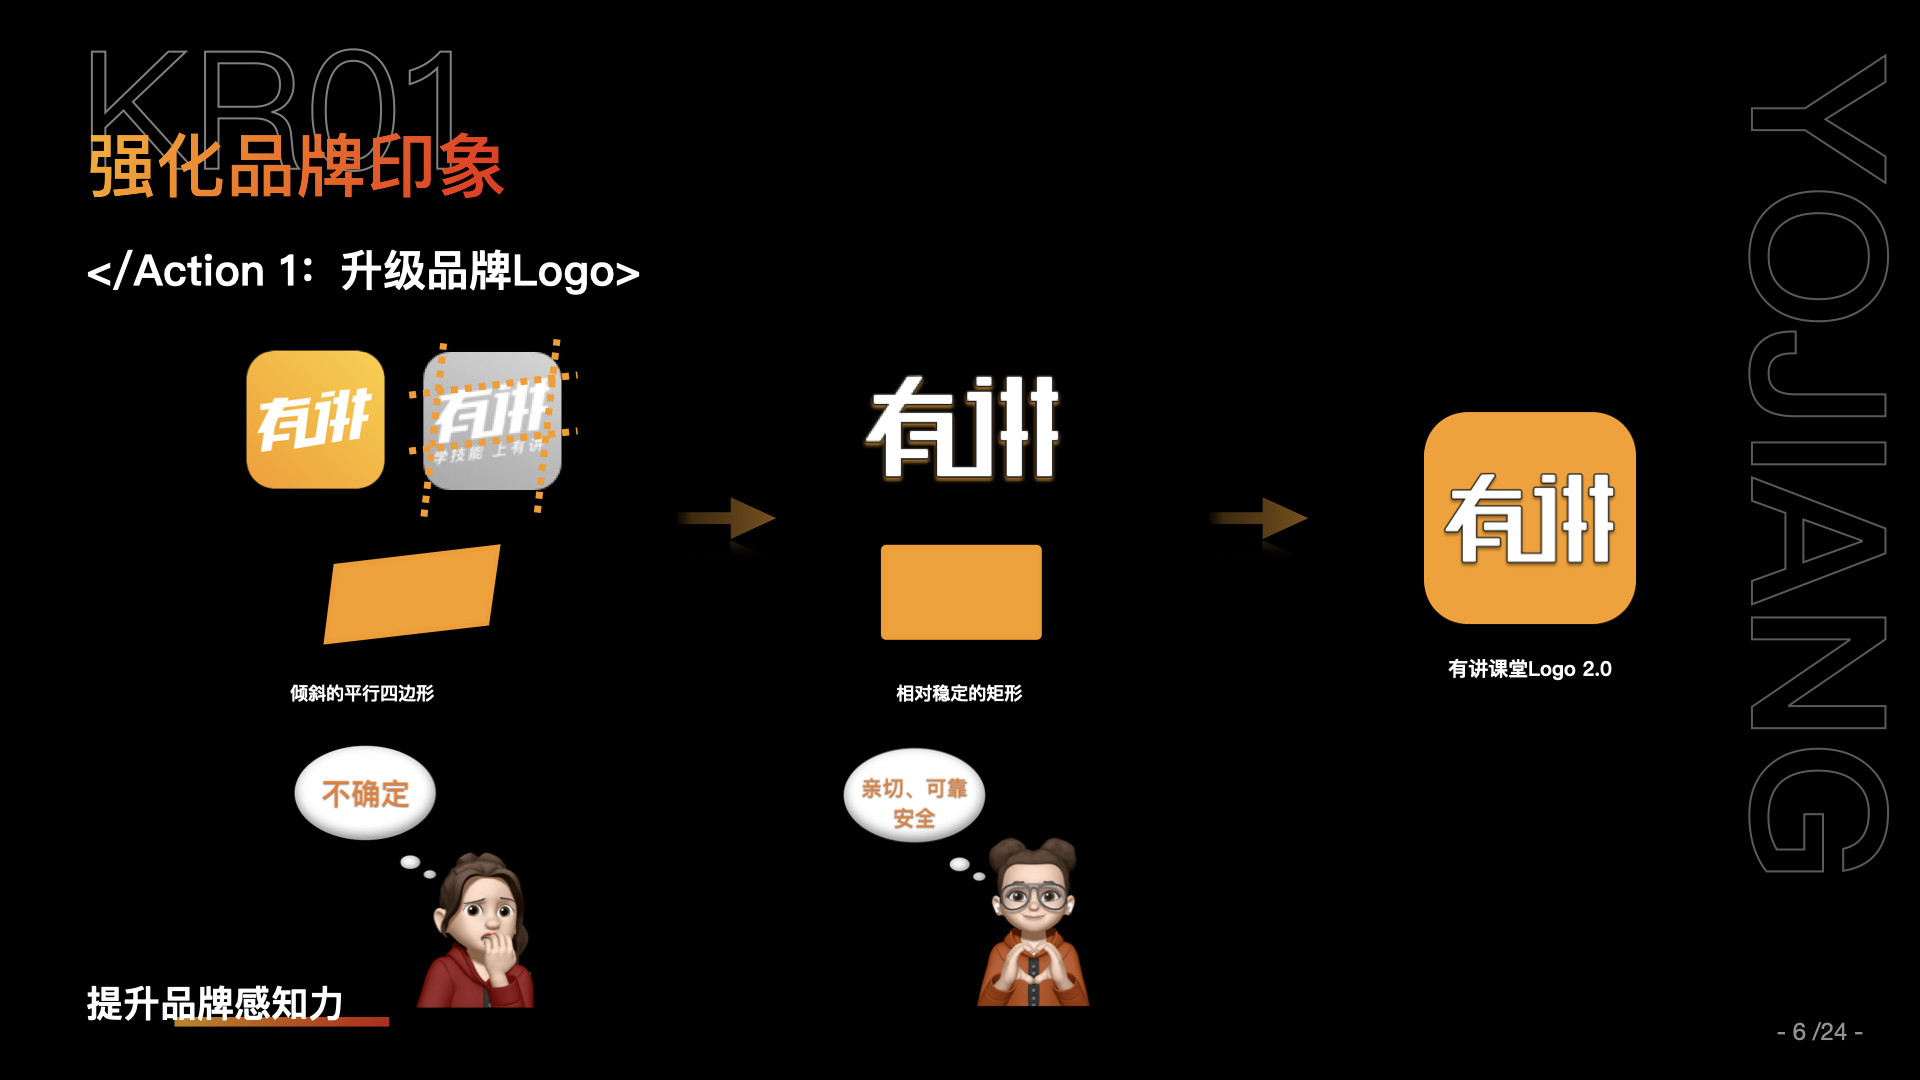 KR01
强化品牌印象
</Action 1：升级品牌Logo>
有讲
有讲
学技能 上有讲
有讲
有讲
倾斜的平行四边形
相对稳定的矩形
有讲课堂Logo 2.0
不确定
亲切、可靠
安全
提升品牌感知力
YOJIANG
- 6 /24 -